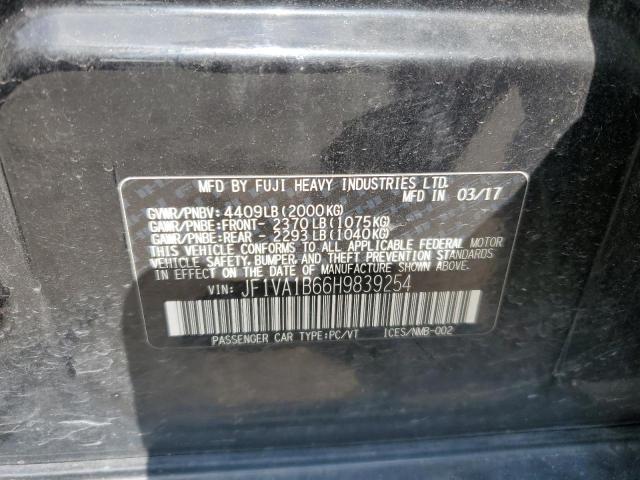 MFD BY FUJI HEAVY INDUSTRIES LTD.
MFD IN 03/17
GVWR/PNBV: 4409LB(2000KG)
GAWR/PNBE:FRONT- 2370LB(1075KG)
GAWR/PNBE:REAR - 2293LB(1040KG)
THIS VEHICLE CONFORMS TO ALL APPLICABLE FEDERAL MOTOR
VEHICLE SAFETY, BUMPER, AND THEFT PREVENTION STANDARDS
IN EFFECT ON THE DATE OF MANUFACTURE SHOWN ABOVE.
VIN: JF1VA1B66H9839254
PASSENGER CAR TYPE:PC/VT ICES/NMB-002